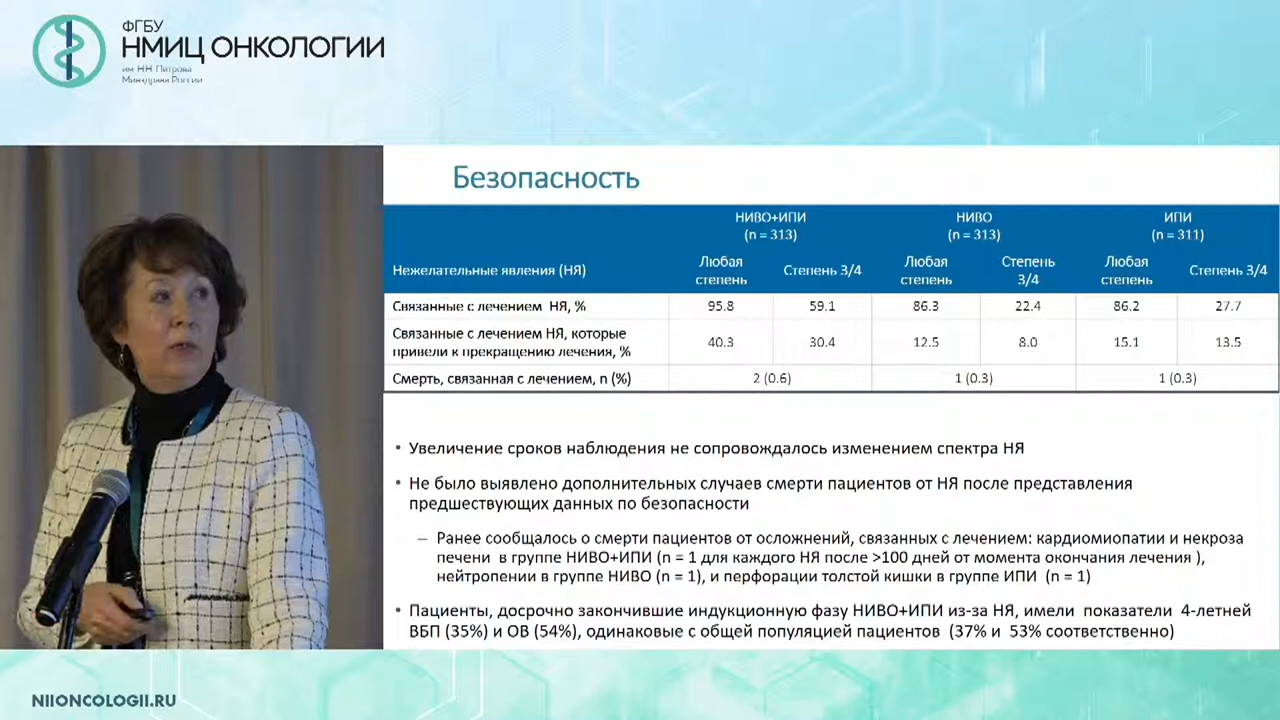 ФГБУ
НМИЦ ОНКОЛОГИИ
им НН Петрова
Минздрава России
Безопасность
НИВО+ИПИ НИВО ИПИ
(n = 313) (n = 313) (n = 311)
Нежелательные явления (НЯ) Любая степень Степень 3/4 Любая степень Степень 3/4 Любая степень Степень 3/4
Связанные с лечением НЯ, % 95.8 59.1 86.3 22.4 86.2 27.7
Связанные с лечением НЯ, которые
привели к прекращению лечения, % 40.3 30.4 12.5 8.0 15.1 13.5
Смерть, связанная с лечением, n (%) 2 (0.6) 1 (0.3) 1 (0.3)
• Увеличение сроков наблюдения не сопровождалось изменением спектра НЯ
• Не было выявлено дополнительных случаев смерти пациентов от НЯ после представления
предшествующих данных по безопасности
– Ранее сообщалось о смерти пациентов от осложнений, связанных с лечением: кардиомиопатии и некроза
печени в группе НИВО+ИПИ (n = 1 для каждого НЯ после >100 дней от момента окончания лечения ),
нейтропении в группе НИВО (n = 1), и перфорации толстой кишки в группе ИПИ (n = 1)
• Пациенты, досрочно закончившие индукционную фазу НИВО+ИПИ из-за НЯ, имели показатели 4-летней
ВБП (35%) и ОВ (54%), одинаковые с общей популяцией пациентов (37% и 53% соответственно)
NIIONCOLOGII.RU